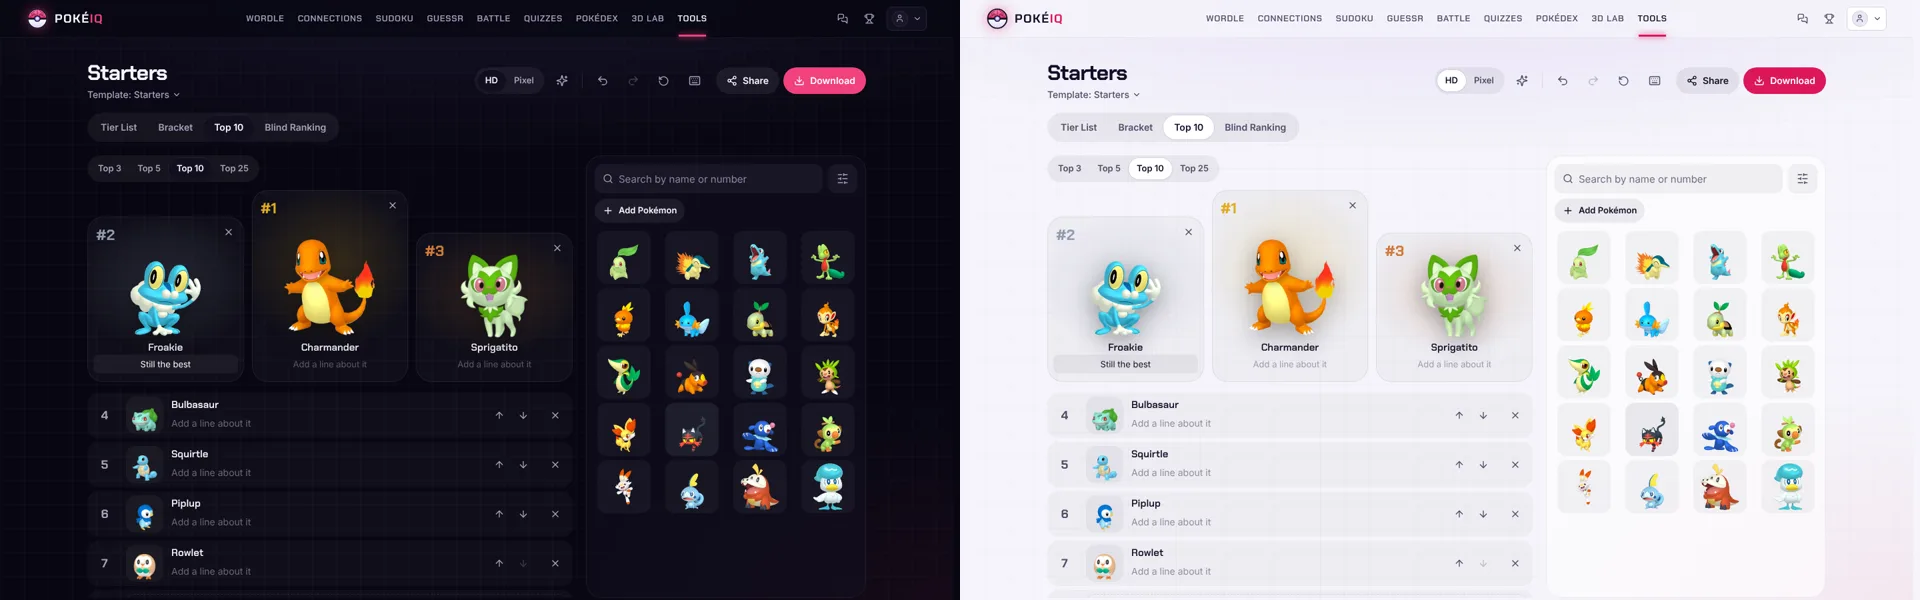 POKÉIQ
WORDLE CONNECTIONS SUDOKU GUESSR BATTLE QUIZZES POKÉDEX 3D LAB TOOLS
Starters
Template: Starters
HD Pixel
Share
Download
Tier List Bracket Top 10 Blind Ranking
Top 3 Top 5 Top 10 Top 25
#2
Froakie
Still the best
#1
Charmander
Add a line about it
#3
Sprigatito
Add a line about it
4
Bulbasaur
Add a line about it
5
Squirtle
Add a line about it
6
Piplup
Add a line about it
7
Rowlet
Add a line about it
Search by name or number
Add Pokémon
POKÉIQ
WORDLE CONNECTIONS SUDOKU GUESSR BATTLE QUIZZES POKÉDEX 3D LAB TOOLS
Starters
Template: Starters
HD Pixel
Share
Download
Tier List Bracket Top 10 Blind Ranking
Top 3 Top 5 Top 10 Top 25
#2
Froakie
Still the best
#1
Charmander
Add a line about it
#3
Sprigatito
Add a line about it
4
Bulbasaur
Add a line about it
5
Squirtle
Add a line about it
6
Piplup
Add a line about it
7
Rowlet
Add a line about it
Search by name or number
Add Pokémon